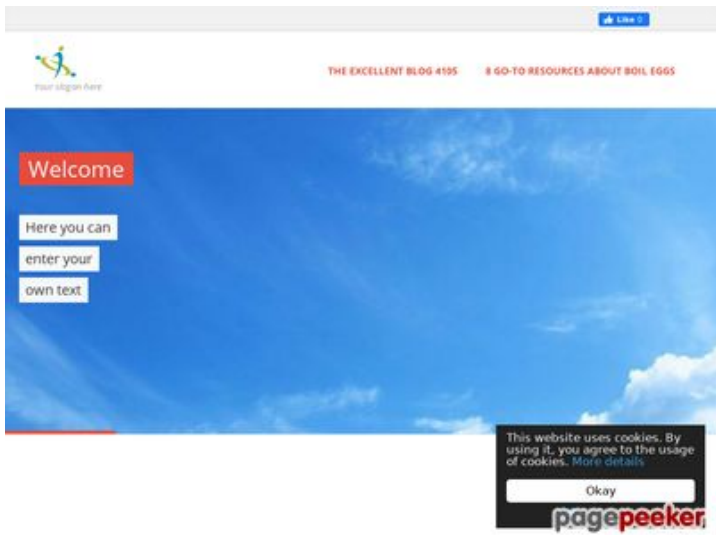 Like 0
Your slogan here
THE EXCELLENT BLOG 4105
8 GO-TO RESOURCES ABOUT BOIL EGGS
Welcome
Here you can
enter your
own text
This website uses cookies. By
using it, you agree to the usage
of cookies. More details
Okay
pagepeeker